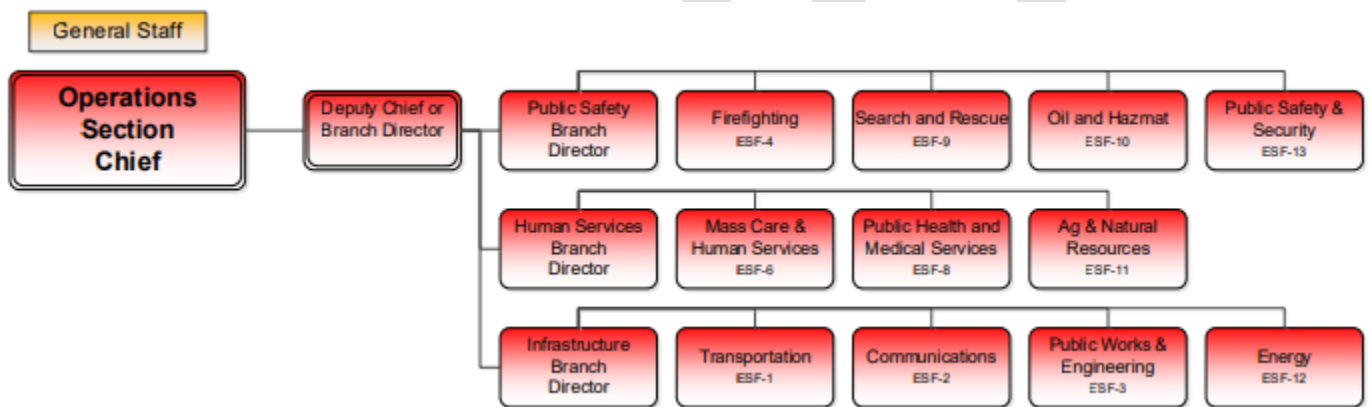 General Staff
Operations
Section
Chief
Deputy Chief or
Branch Director
Public Safety
Branch
Director
Firefighting
ESF-4
Search and Rescue
ESF-9
Oil and Hazmat
ESF-10
Public Safety &
Security
ESF-13
Human Services
Branch
Director
Mass Care &
Human Services
ESF-6
Public Health and
Medical Services
ESF-8
Ag & Natural
Resources
ESF-11
Infrastructure
Branch
Director
Transportation
ESF-1
Communications
ESF-2
Public Works &
Engineering
ESF-3
Energy
ESF-12